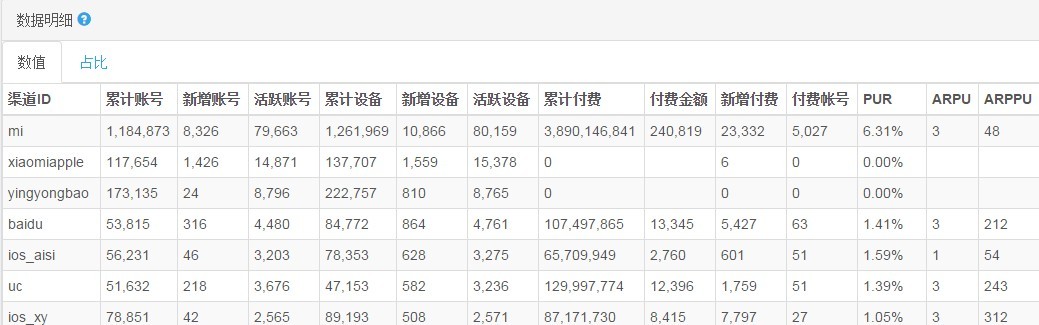 数据明细 ?
数值 占比
渠道ID 累计账号 新增账号 活跃账号 累计设备 新增设备 活跃设备 累计付费 付费金额 新增付费 付费帐号 PUR ARPU ARPPU
mi 1,184,873 8,326 79,663 1,261,969 10,866 80,159 3,890,146,841 240,819 23,332 5,027 6.31% 3 48
xiaomiapple 117,654 1,426 14,871 137,707 1,559 15,378 0 6 0 0.00%
yingyongbao 173,135 24 8,796 222,757 810 8,765 0 0 0 0.00%
baidu 53,815 316 4,480 84,772 864 4,761 107,497,865 13,345 5,427 63 1.41% 3 212
ios_aisi 56,231 46 3,203 78,353 628 3,275 65,709,949 2,760 601 51 1.59% 1 54
uc 51,632 218 3,676 47,153 582 3,236 129,997,774 12,396 1,759 51 1.39% 3 243
ios_xy 78,851 42 2,565 89,193 508 2,571 87,171,730 8,415 7,797 27 1.05% 3 312